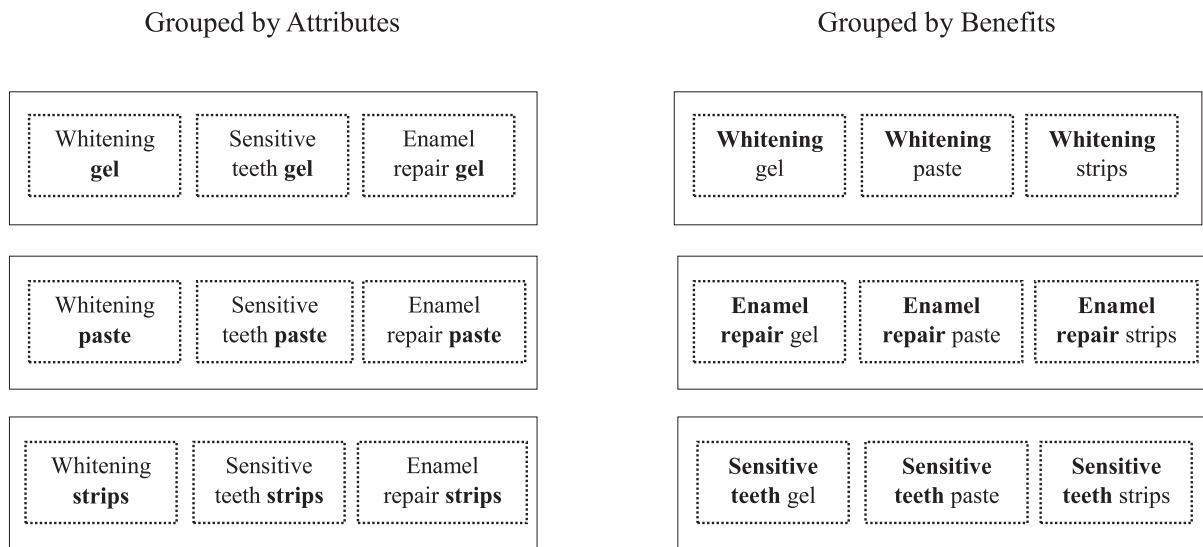 Grouped by Attributes
Whitening
gel
Sensitive
teeth gel
Enamel
repair gel
Whitening
paste
Sensitive
teeth paste
Enamel
repair paste
Whitening
strips
Sensitive
teeth strips
Enamel
repair strips
Grouped by Benefits
Whitening
gel
Whitening
paste
Whitening
strips
Enamel
repair gel
Enamel
repair paste
Enamel
repair strips
Sensitive
teeth gel
Sensitive
teeth paste
Sensitive
teeth strips